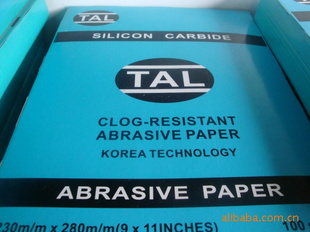 TAL
SILICON CARBIDE
TAL
CLOG-RESISTANT
ABRASIVE PAPER
KOREA TECHNOLOGY
ABRASIVE PAPER
230m/m x 280m/m(9 x 11INCHES) 100
alibaba.com.cn